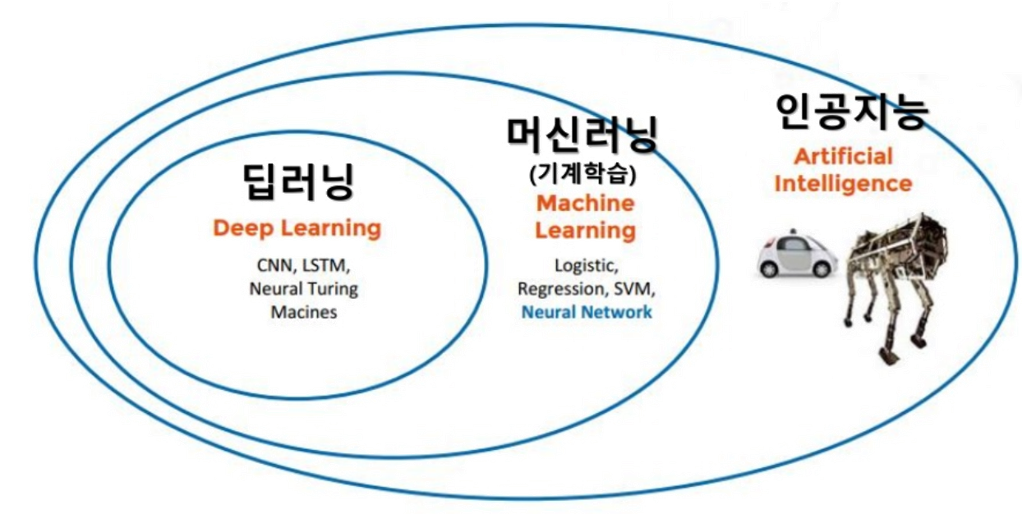 딥러닝
Deep Learning
CNN, LSTM,
Neural Turing
Macines
머신러닝
(기계학습)
Machine
Learning
Logistic,
Regression, SVM,
Neural Network
인공지능
Artificial
Intelligence